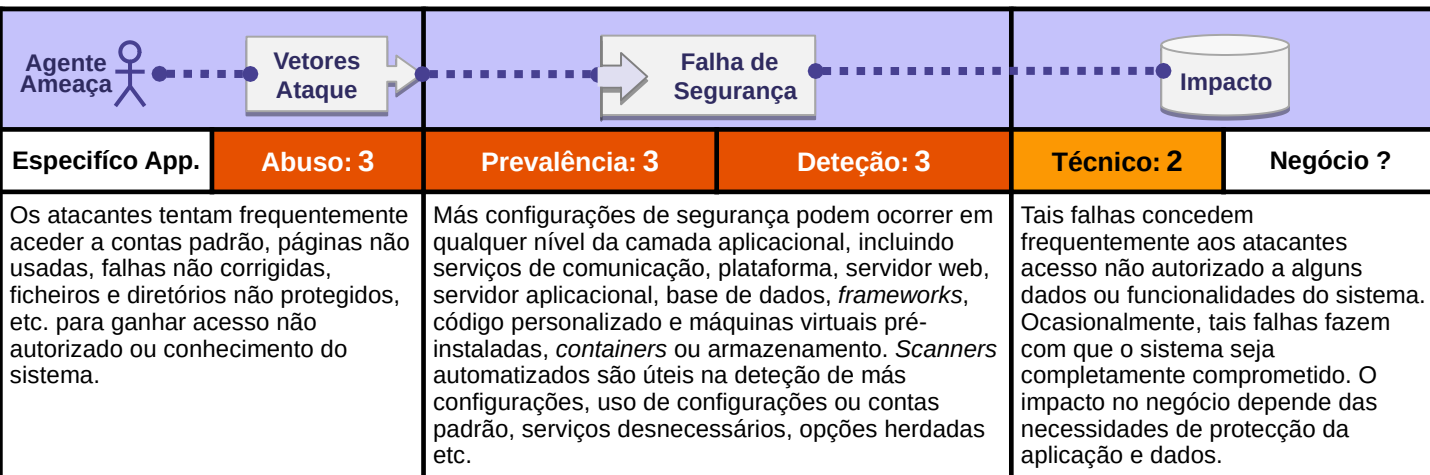 Agente
Ameaça
Vetores
Ataque
Falha de
Segurança
Impacto
Especifíco App.
Abuso: 3
Prevalência: 3
Deteção: 3
Técnico: 2
Negócio ?
Os atacantes tentam frequentemente
aceder a contas padrão, páginas não
usadas, falhas não corrigidas,
ficheiros e diretórios não protegidos,
etc. para ganhar acesso não
autorizado ou conhecimento do
sistema.
Más configurações de segurança podem ocorrer em
qualquer nível da camada aplicacional, incluindo
serviços de comunicação, plataforma, servidor web,
servidor aplicacional, base de dados, frameworks,
código personalizado e máquinas virtuais pré-
instaladas, containers ou armazenamento. Scanners
automatizados são úteis na deteção de más
configurações, uso de configurações ou contas
padrão, serviços desnecessários, opções herdadas
etc.
Tais falhas concedem
frequentemente aos atacantes
acesso não autorizado a alguns
dados ou funcionalidades do sistema.
Ocasionalmente, tais falhas fazem
com que o sistema seja
completamente comprometido. O
impacto no negócio depende das
necessidades de protecção da
aplicação e dados.